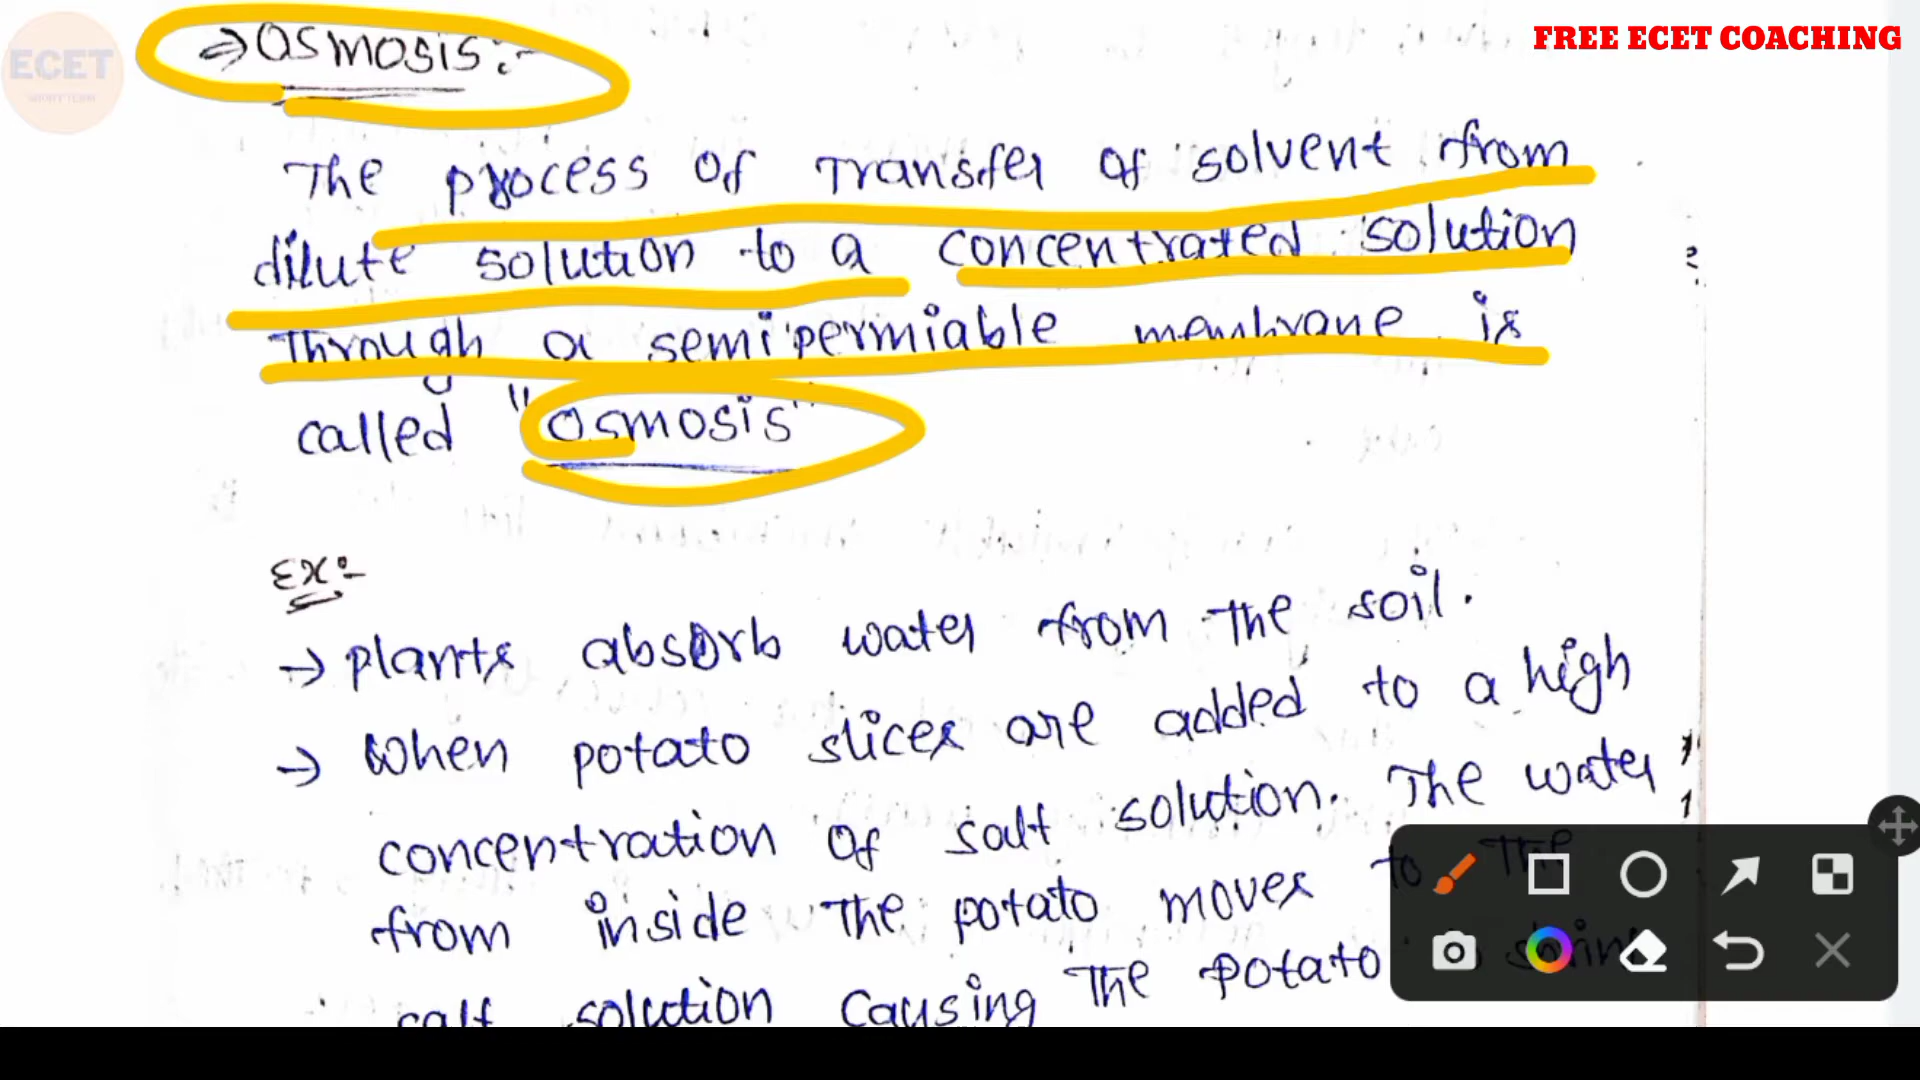 FREE ECET COACHING
ECET
⇒ Osmosis:-
The process of Transfer of solvent from
dilute solution to a concentrated solution
Through a semipermiable membrane is
called "osmosis"
Ex:-
→ plants absorb water from the soil.
→ When potato slices are added to a high
concentration of salt solution. The water
from inside the potato moves to the
salt solution causing the potato